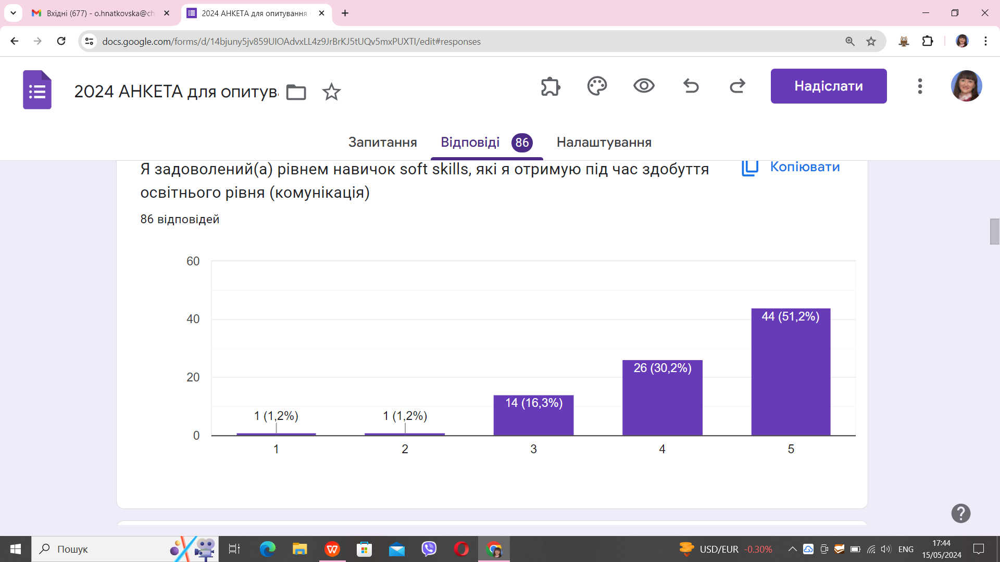 Вхідні (677) - o.hnatkovska@ch
2024 АНКЕТА для опитування
docs.google.com/forms/d/14bjuny5jv859UIOAdvxLL4z9JrBrKJ5tUQv5mxPUXTI/edit#responses
2024 АНКЕТА для опитув
Надіслати
Запитання
Відповіді 86
Налаштування
Я задоволений(а) рівнем навичок soft skills, які я отримую під час здобуття
освітнього рівня (комунікація)
Копіювати
86 відповідей
60
40
20
0
1 (1,2%)
1 (1,2%)
14 (16,3%)
26 (30,2%)
44 (51,2%)
1
2
3
4
5
Пошук
USD/EUR -0.30%
ENG
17:44
15/05/2024